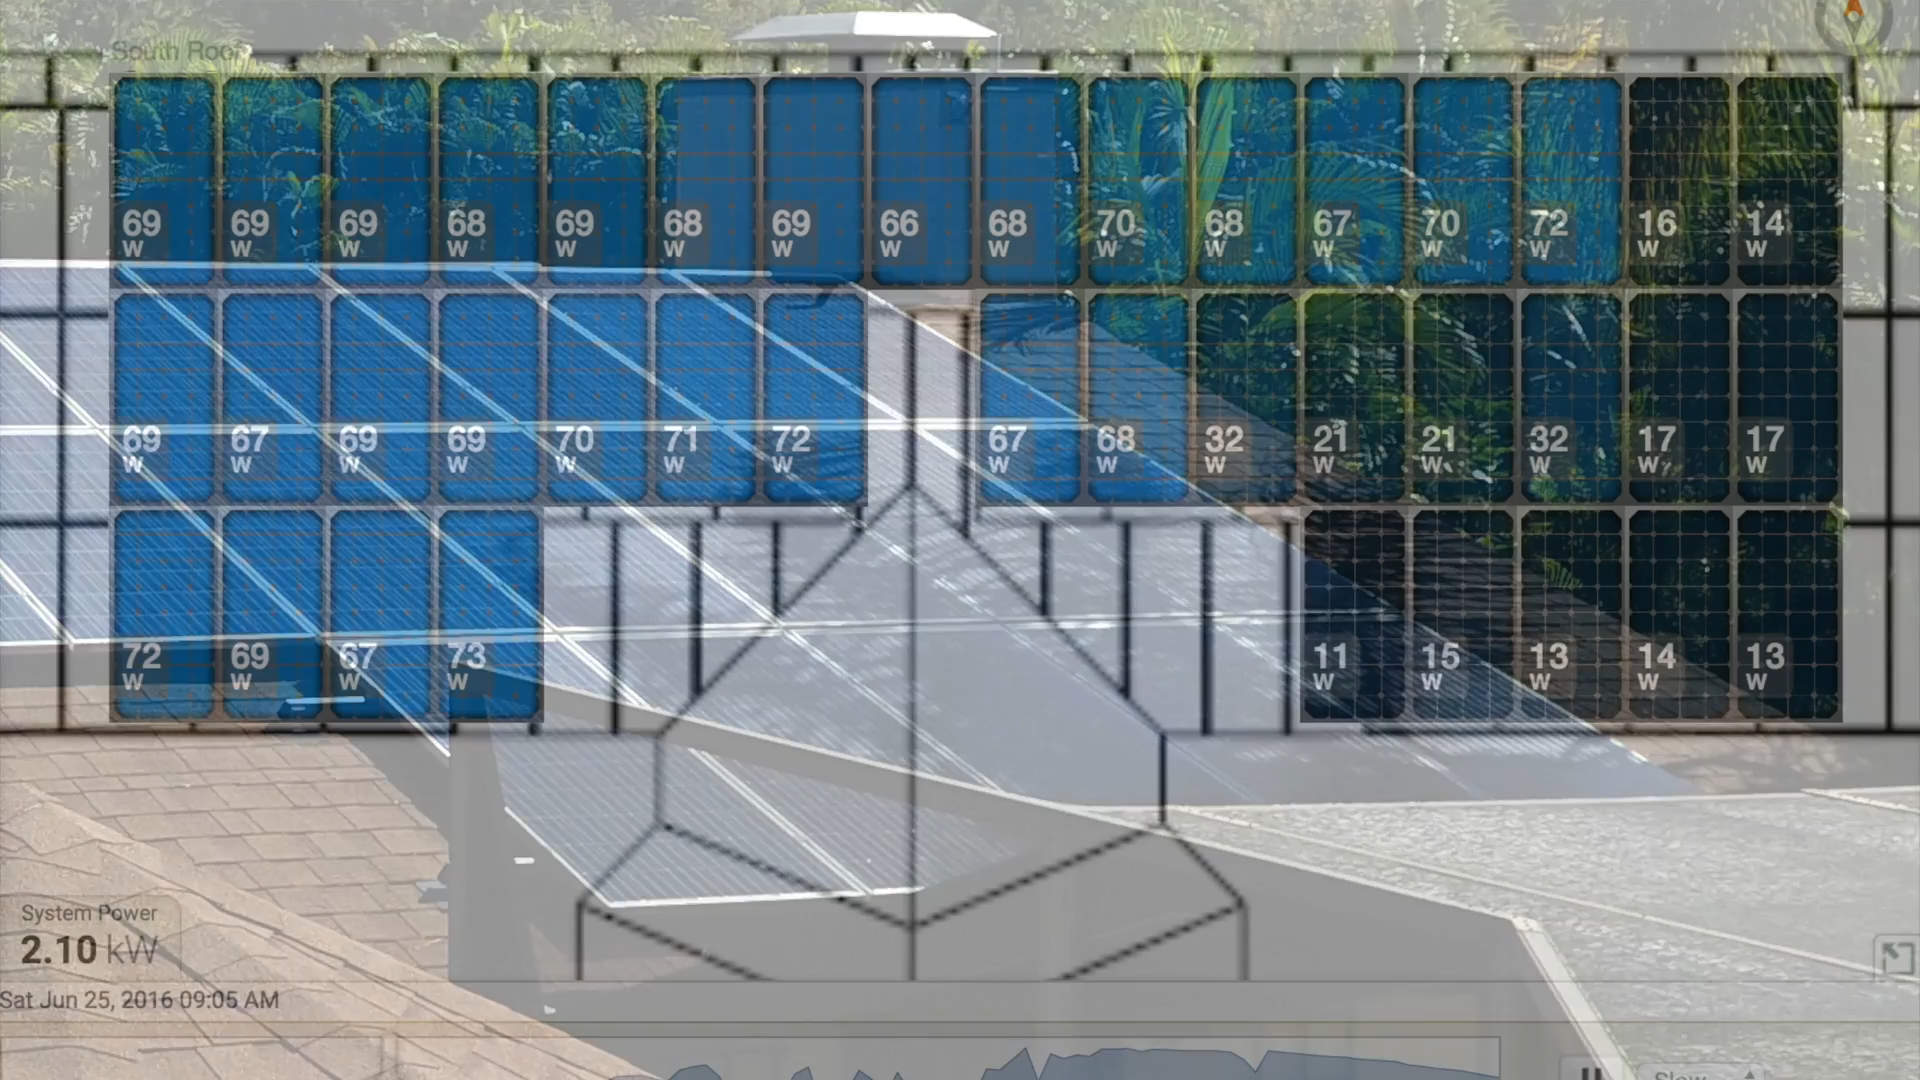 South Roof
69 69 69 68 69 68 69 66 68 70 68 67 70 72 16 14
W W W W W W W W W W W W W W W W
69 67 69 69 70 71 72 67 68 32 21 21 32 17 17
W W W W W W W W W W W W W W W
72 69 67 73 11 15 13 14 13
W W W W W W W W W
System Power
2.10 kW
Sat Jun 25, 2016 09:05 AM
Slow